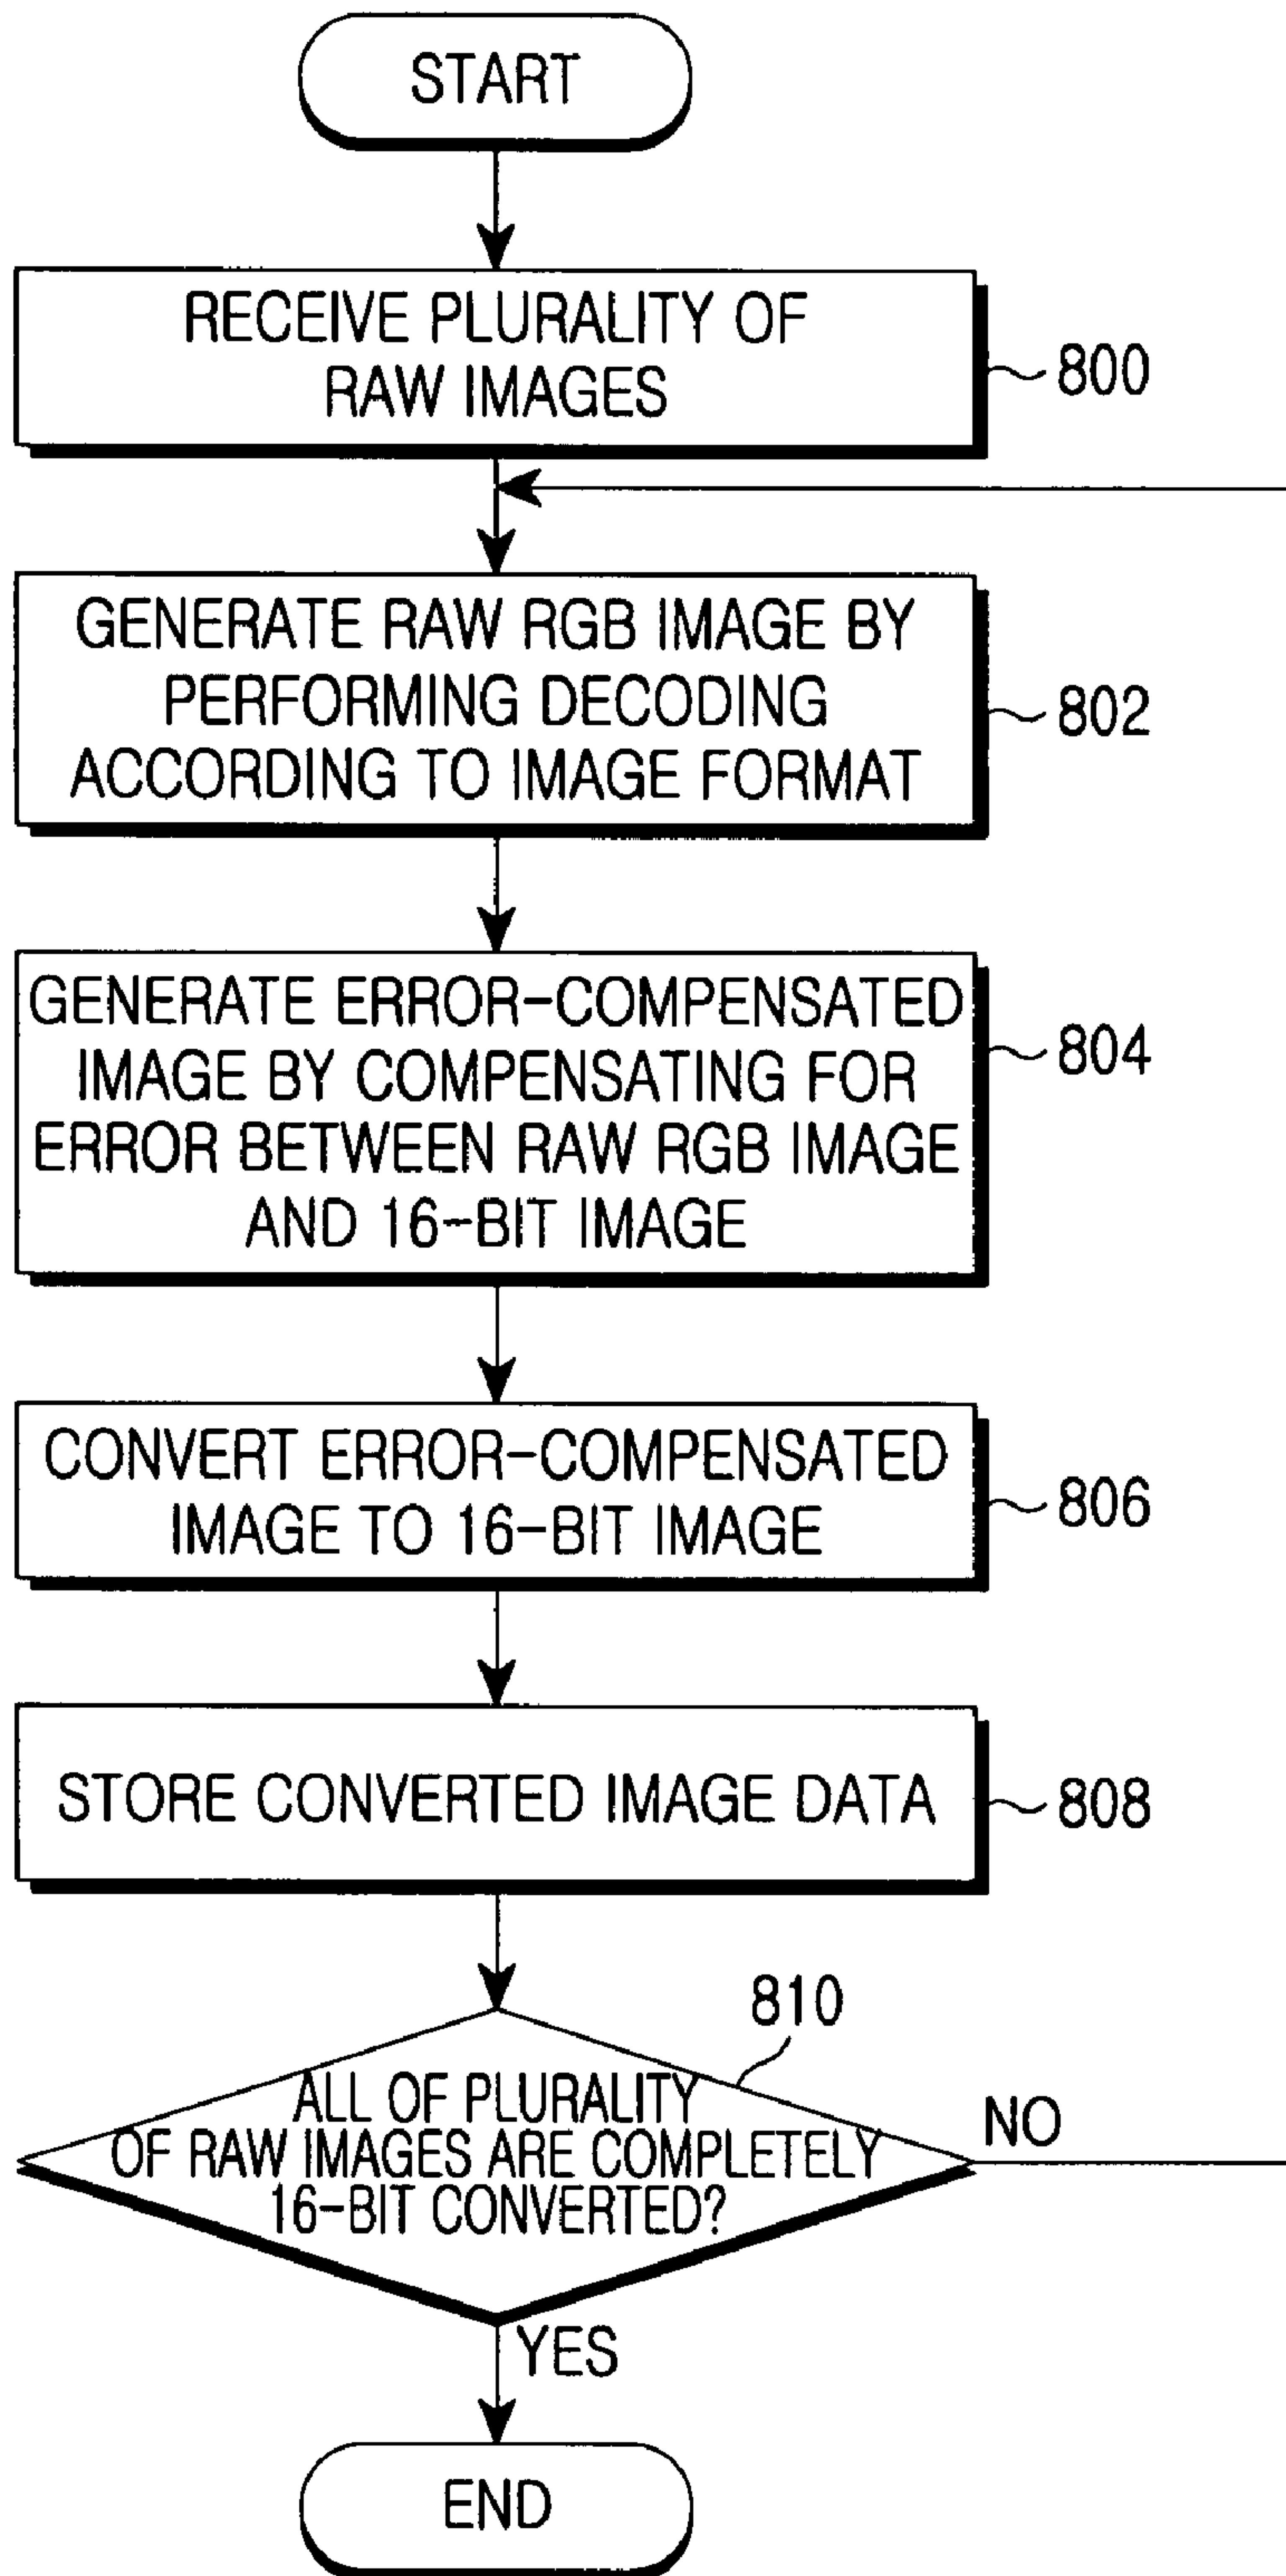 START
RECEIVE PLURALITY OF
RAW IMAGES
800
GENERATE RAW RGB IMAGE BY
PERFORMING DECODING
ACCORDING TO IMAGE FORMAT
802
GENERATE ERROR-COMPENSATED
IMAGE BY COMPENSATING FOR
ERROR BETWEEN RAW RGB IMAGE
AND 16-BIT IMAGE
804
CONVERT ERROR-COMPENSATED
IMAGE TO 16-BIT IMAGE
806
STORE CONVERTED IMAGE DATA
808
810
ALL OF PLURALITY
OF RAW IMAGES ARE COMPLETELY
16-BIT CONVERTED?
NO
YES
END